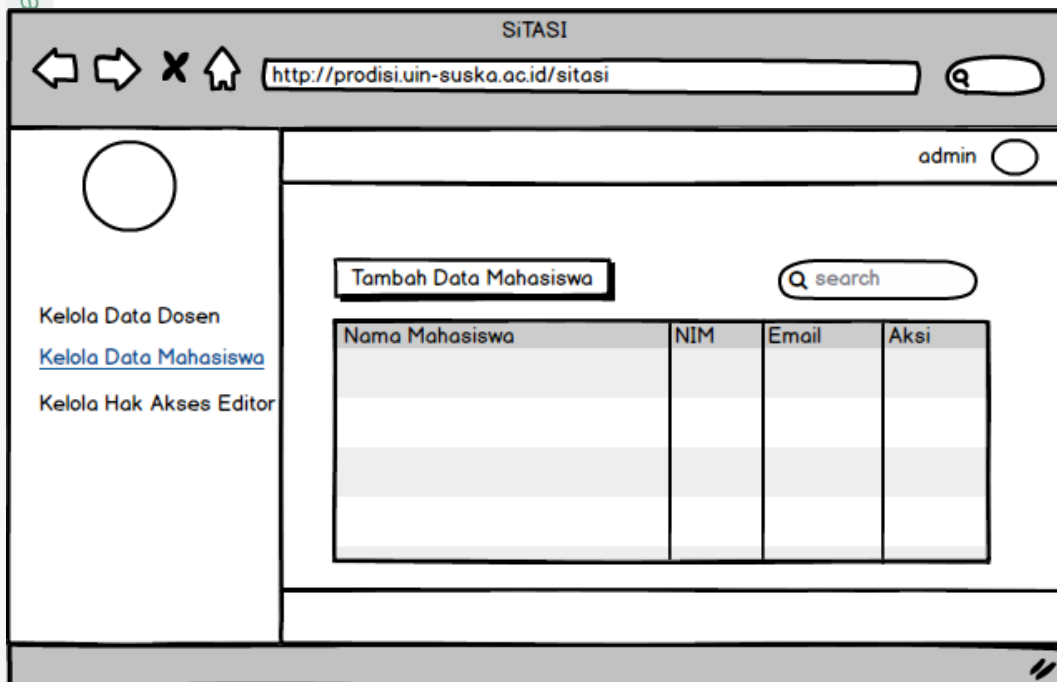 SiTASI
http://prodisi.uin-suska.ac.id/sitasi
admin
Kelola Data Dosen
Kelola Data Mahasiswa
Kelola Hak Akses Editor
Tambah Data Mahasiswa
search
Nama Mahasiswa NIM Email Aksi